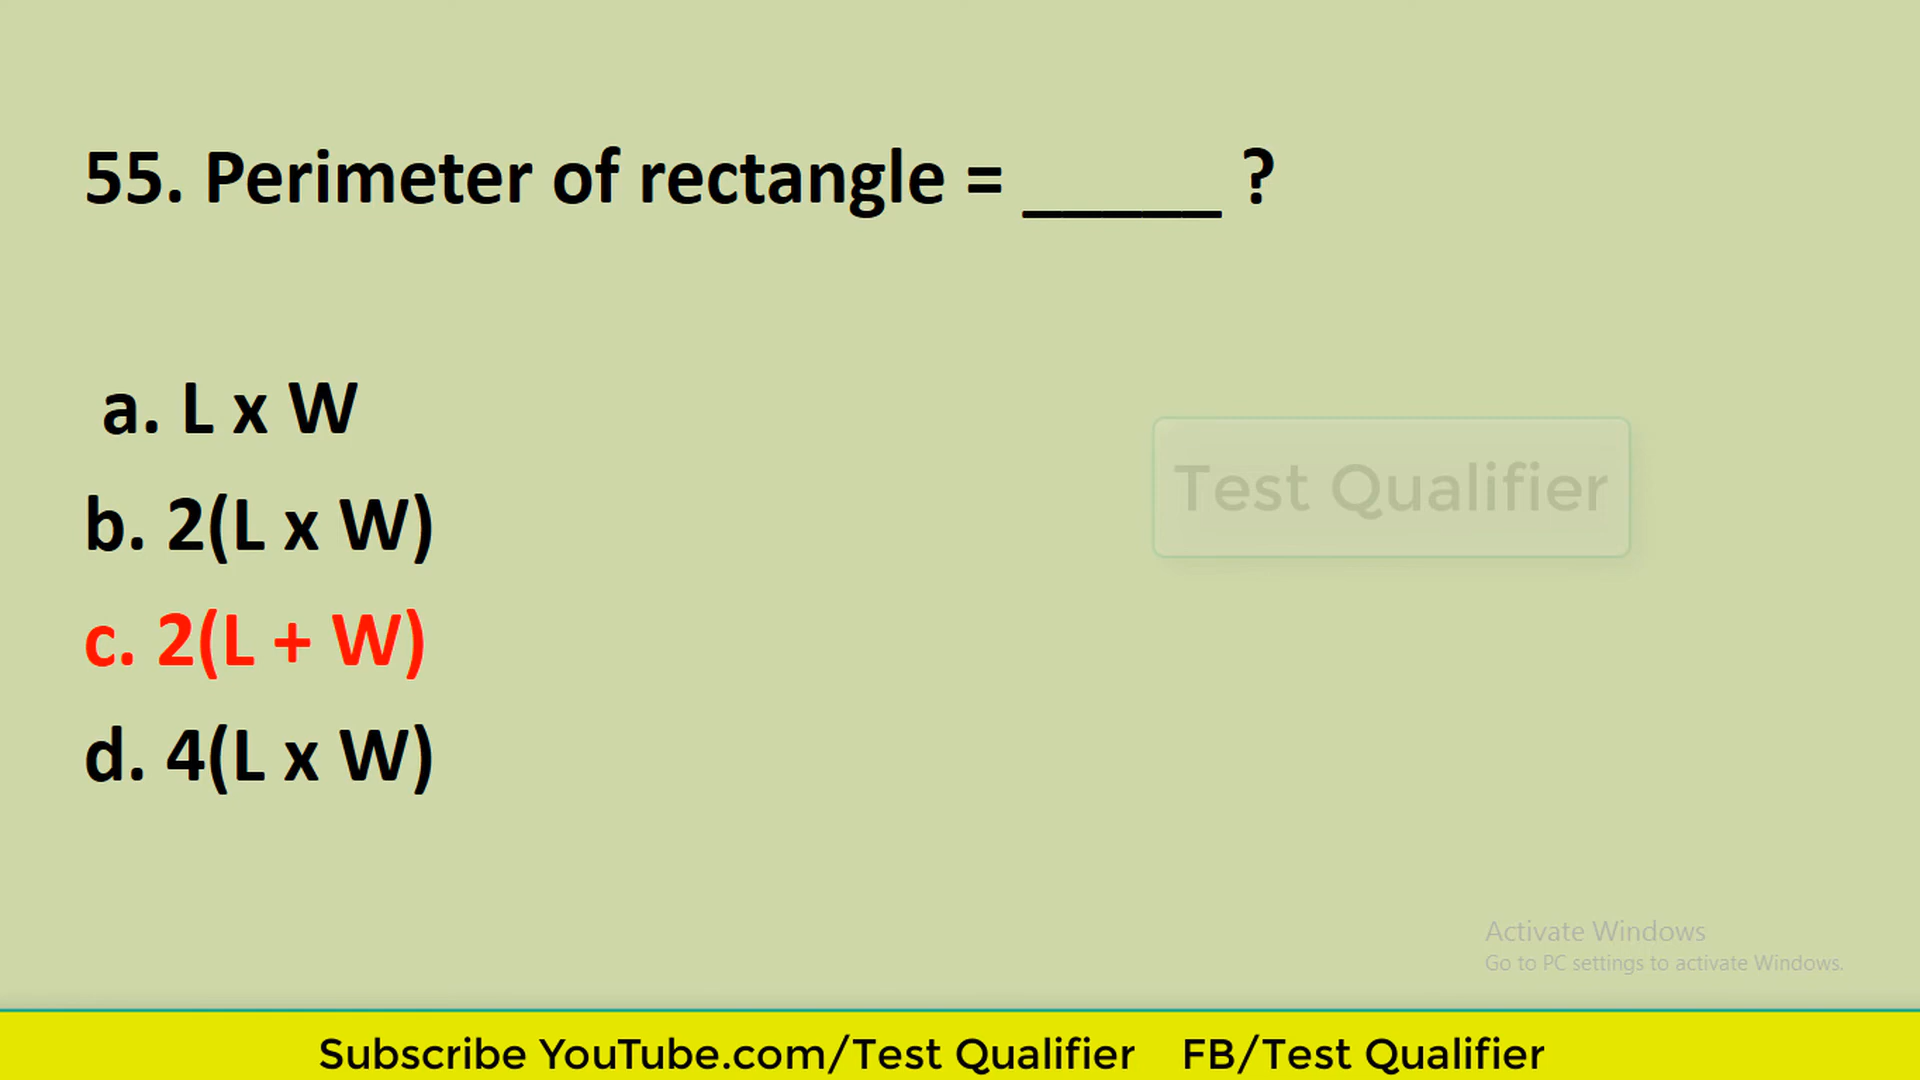 55. Perimeter of rectangle = _____ ?
a. L x W
b. 2(L x W)
Test Qualifier
c. 2(L + W)
d. 4(L x W)
Activate Windows
Go to PC settings to activate Windows.
Subscribe YouTube.com/Test Qualifier FB/Test Qualifier